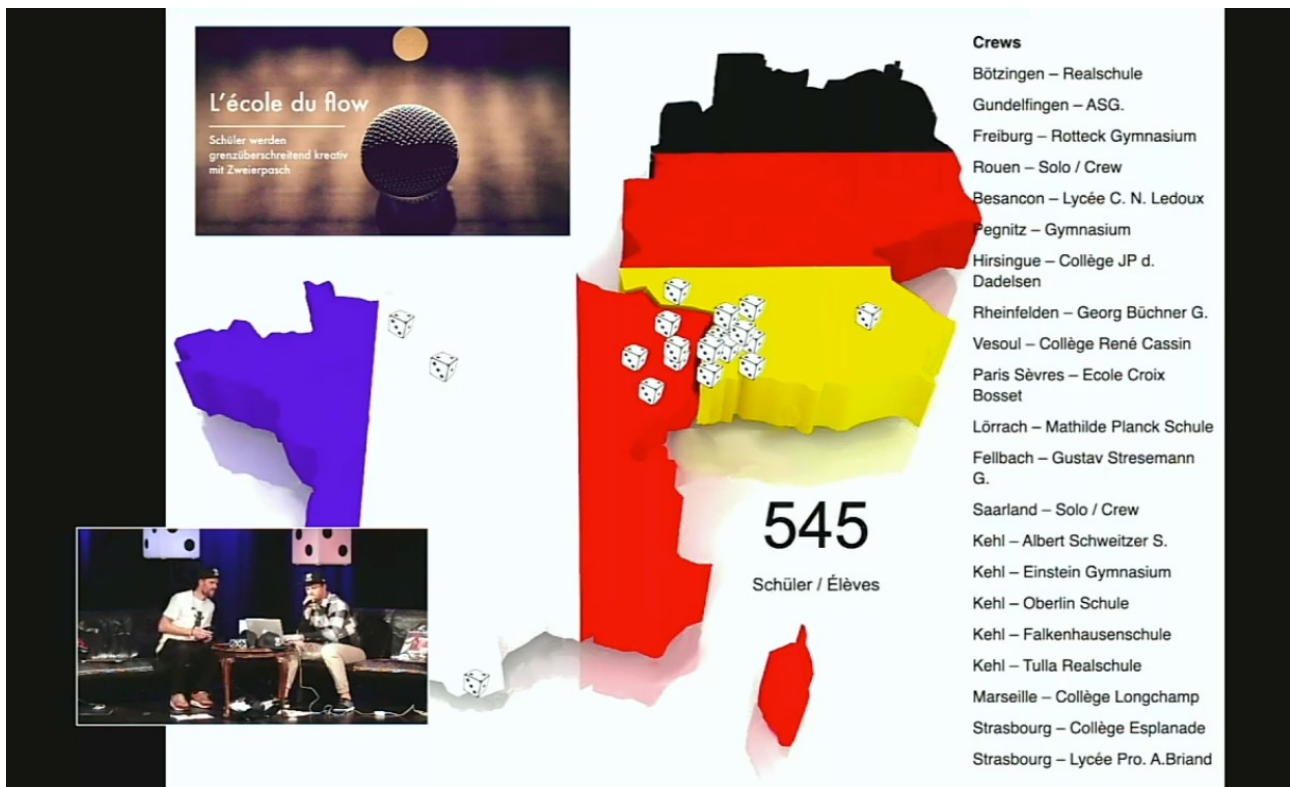 L'école du flow
Schüler werden
grenzüberschreitend kreativ
mit Zweierpasch
545
Schüler / Élèves
Crews
Bötzingen – Realschule
Gundelfingen – ASG.
Freiburg – Rotteck Gymnasium
Rouen – Solo / Crew
Besancon – Lycée C. N. Ledoux
Pegnitz – Gymnasium
Hirsingue – Collège JP d.
Dadelsen
Rheinfelden – Georg Büchner G.
Vesoul – Collège René Cassin
Paris Sèvres – Ecole Croix
Bosset
Lörrach – Mathilde Planck Schule
Fellbach – Gustav Stresemann
G.
Saarland – Solo / Crew
Kehl – Albert Schweitzer S.
Kehl – Einstein Gymnasium
Kehl – Oberlin Schule
Kehl – Falkenhausenschule
Kehl – Tulla Realschule
Marseille – Collège Longchamp
Strasbourg – Collège Esplanade
Strasbourg – Lycée Pro. A.Briand